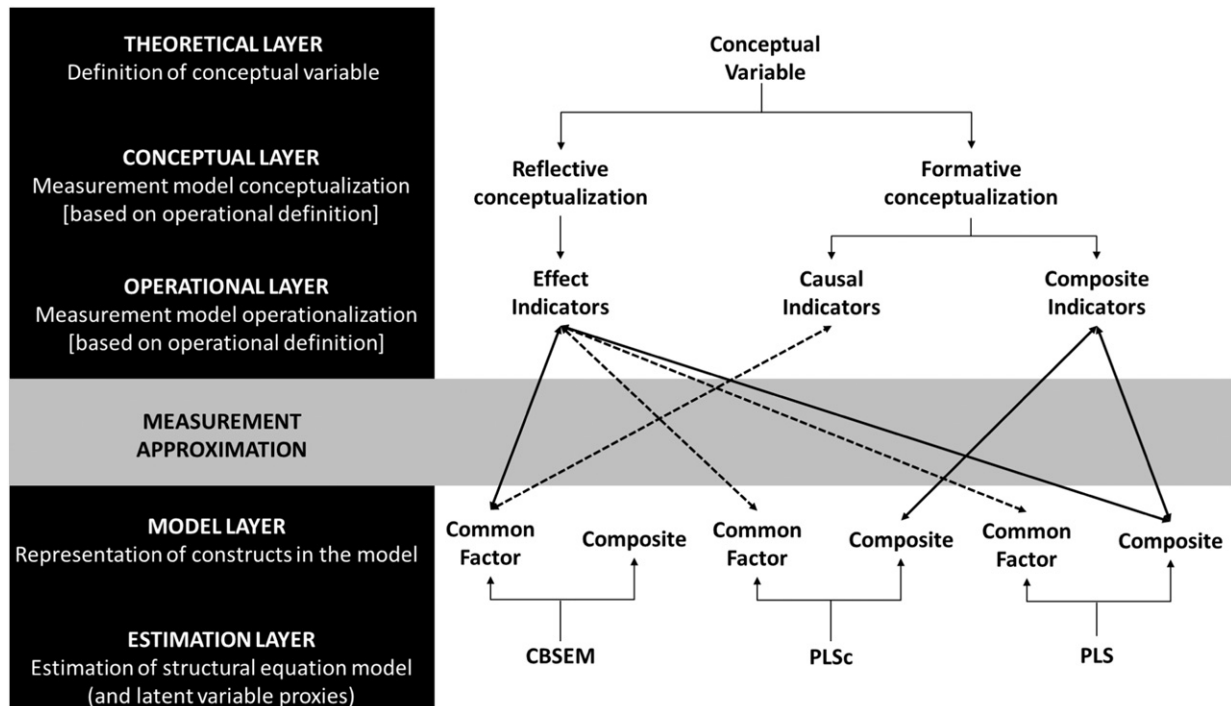 THEORETICAL LAYER
Definition of conceptual variable
CONCEPTUAL LAYER
Measurement model conceptualization
[based on operational definition]
OPERATIONAL LAYER
Measurement model operationalization
[based on operational definition]
MEASUREMENT
APPROXIMATION
MODEL LAYER
Representation of constructs in the model
ESTIMATION LAYER
Estimation of structural equation model
(and latent variable proxies)
Conceptual
Variable
Reflective
conceptualization
Formative
conceptualization
Effect
Indicators
Causal
Indicators
Composite
Indicators
Common
Factor
Composite
Common
Factor
Composite
Common
Factor
Composite
CBSEM
PLSc
PLS